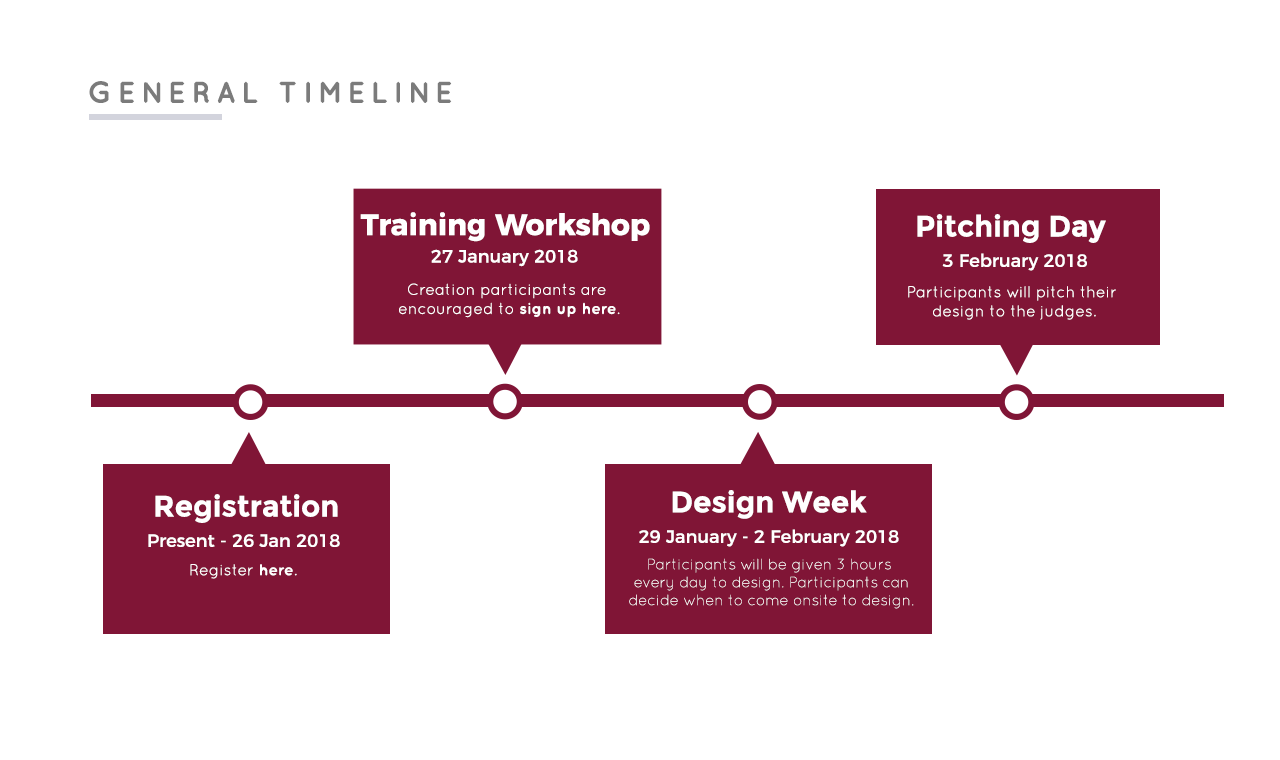 GENERAL TIMELINE
Training Workshop
27 January 2018
Creation participants are
encouraged to sign up here.
Pitching Day
3 February 2018
Participants will pitch their
design to the judges.
Registration
Present - 26 Jan 2018
Register here.
Design Week
29 January - 2 February 2018
Participants will be given 3 hours
every day to design. Participants can
decide when to come onsite to design.